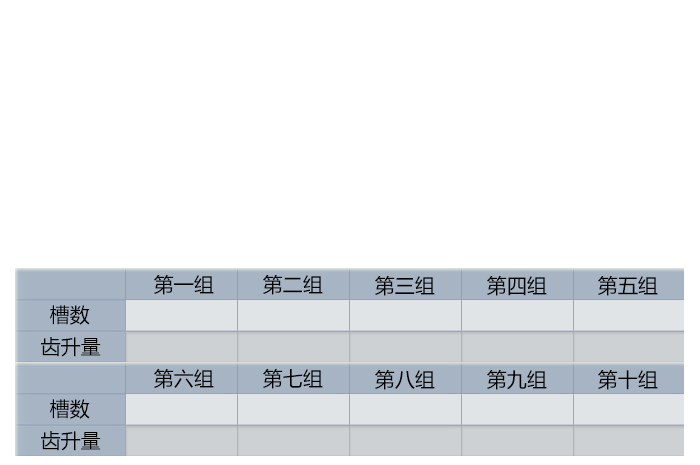 第一组 第二组 第三组 第四组 第五组
槽数
齿升量
第六组 第七组 第八组 第九组 第十组
槽数
齿升量